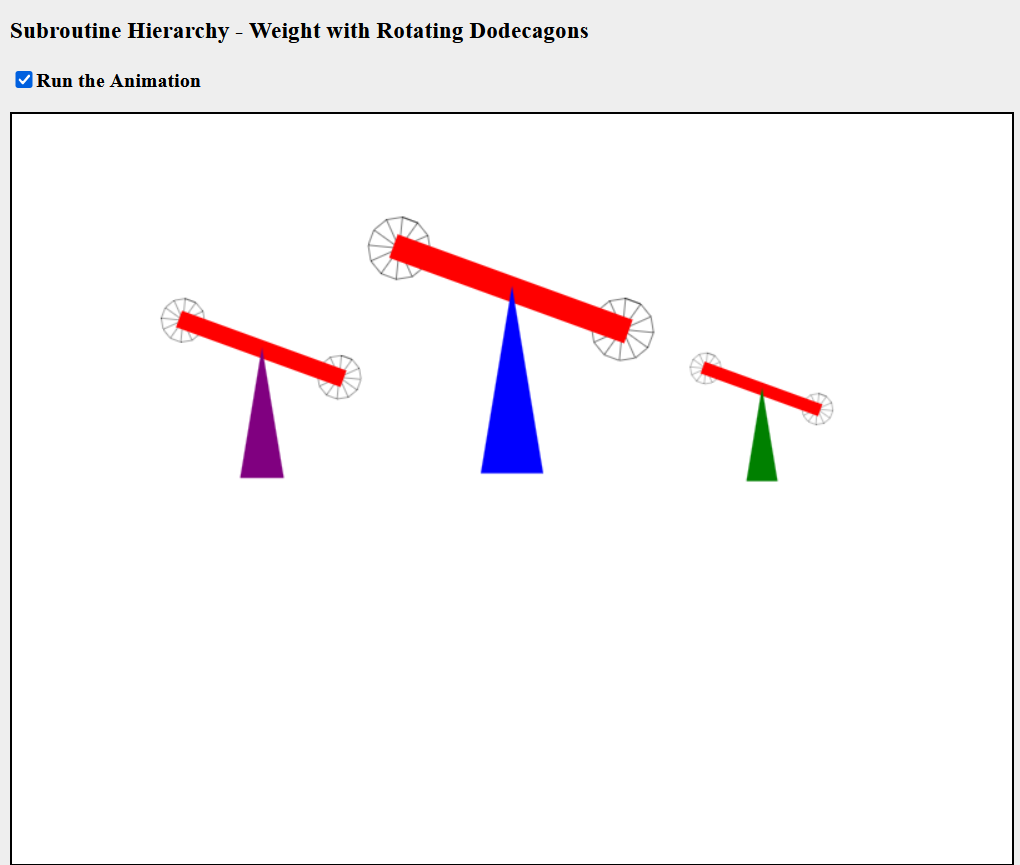 Subroutine Hierarchy - Weight with Rotating Dodecagons
Run the Animation